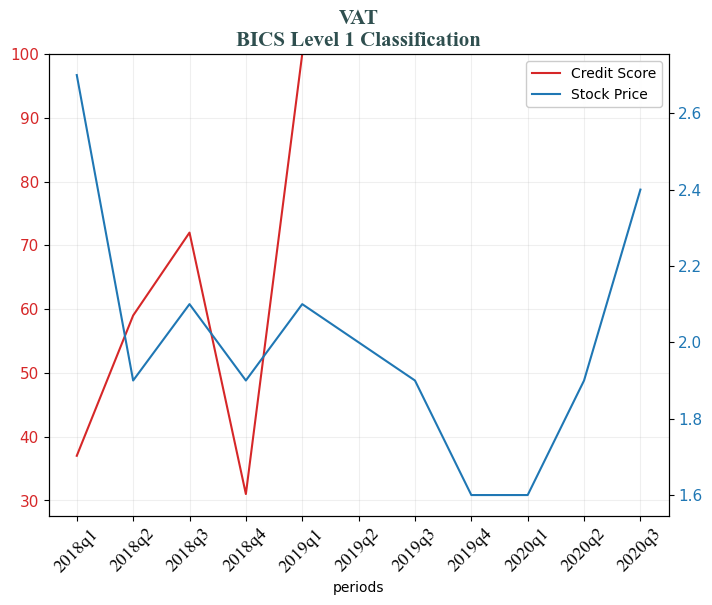 VAT
BICS Level 1 Classification
Credit Score
Stock Price
100
90
80
70
60
50
40
30
2.6
2.4
2.2
2.0
1.8
1.6
2018q1
2018q2
2018q3
2018q4
2019q1
2019q2
2019q3
2019q4
2020q1
2020q2
2020q3
periods